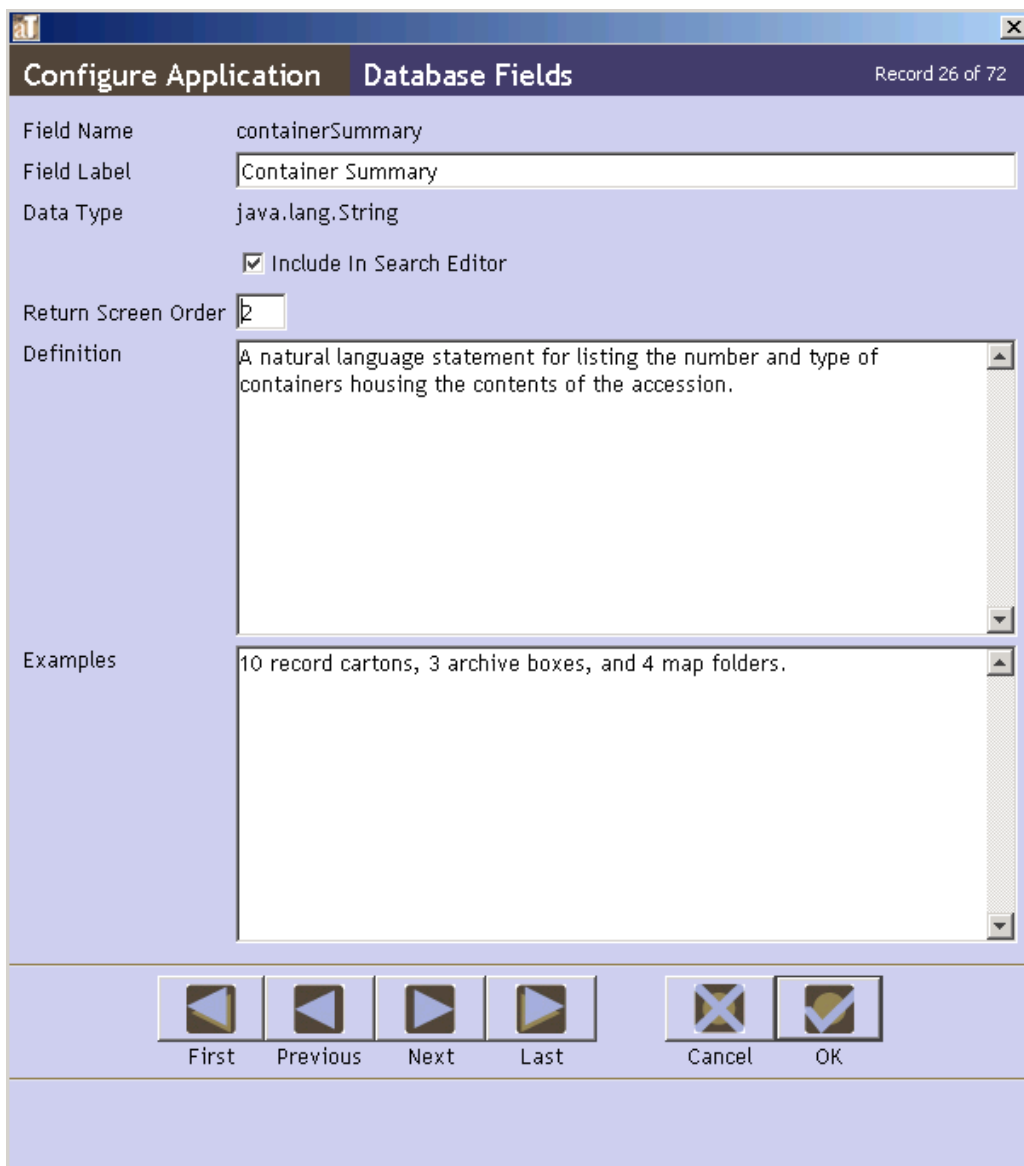 aT
Configure Application Database Fields Record 26 of 72
Field Name containerSummary
Field Label Container Summary
Data Type java.lang.String
Include In Search Editor
Return Screen Order 2
Definition A natural language statement for listing the number and type of
containers housing the contents of the accession.
Examples 10 record cartons, 3 archive boxes, and 4 map folders.
First Previous Next Last Cancel OK